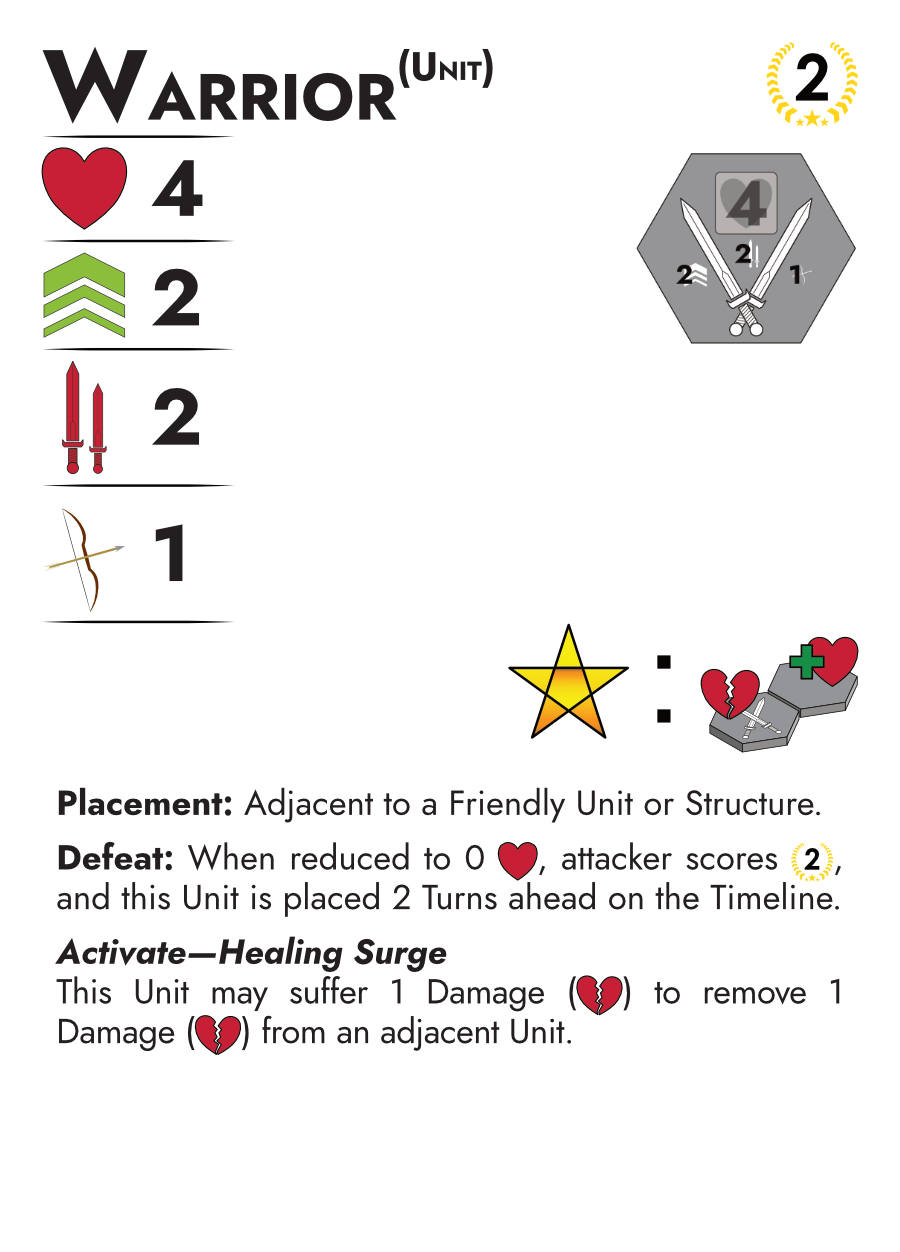 WARRIOR (UNIT)
2
4
4
2
2
2
1
2
1
:
Placement: Adjacent to a Friendly Unit or Structure.
Defeat: When reduced to 0 , attacker scores 2,
and this Unit is placed 2 Turns ahead on the Timeline.
Activate—Healing Surge
This Unit may suffer 1 Damage () to remove 1
Damage () from an adjacent Unit.